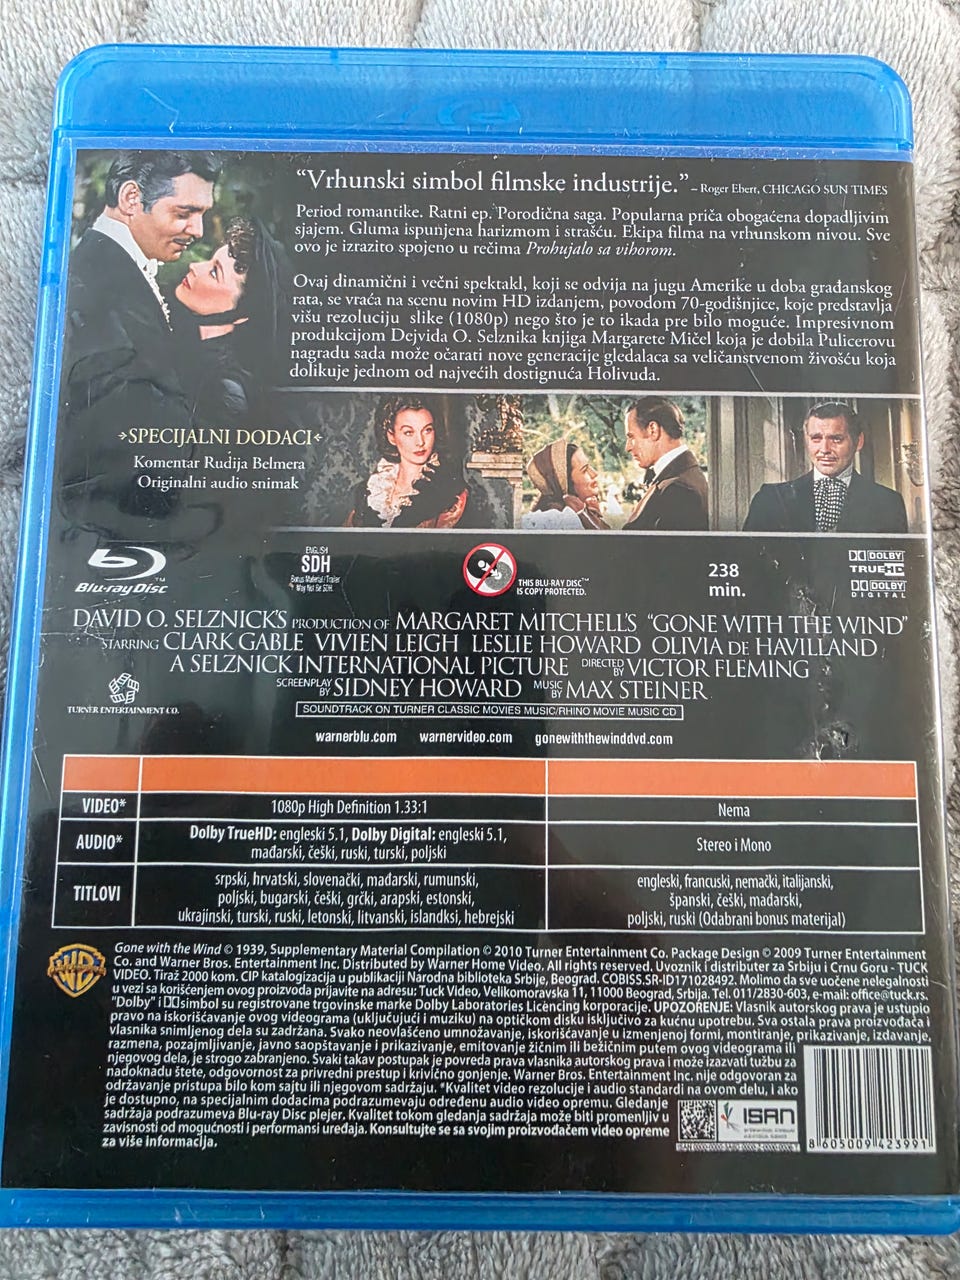 “Vrhunski simbol filmske industrije.” – Roger Ebert, CHICAGO SUN TIMES
Period romantike. Ratni ep. Porodična saga. Popularna priča obogaćena dopadljivim
sjajem. Gluma ispunjena harizmom i strašću. Ekipa filma na vrhunskom nivou. Sve
ovo je izrazito spojeno u rečima Prohujalo sa vihorom.
Ovaj dinamični i večni spektakl, koji se odvija na jugu Amerike u doba građanskog
rata, se vraća na scenu novim HD izdanjem, povodom 70-godišnjice, koje predstavlja
višu rezoluciju slike (1080p) nego što je to ikada pre bilo moguće. Impresivnom
produkcijom Dejvida O. Selznika knjiga Margarete Mičel koja je dobila Pulicerovu
nagradu sada može očarati nove generacije gledalaca sa veličanstvenom živošću koja
dolikuje jednom od najvećih dostignuća Holivuda.
SPECIJALNI DODACI
Komentar Rudija Belmera
Originalni audio snimak
Blu-ray Disc™
ENGLISH
SDH
Bonus Material/Trailer
May Not Be SDH
THIS BLU-RAY DISC™
IS COPY PROTECTED.
238
min.
DOLBY
TRUEHD
DOLBY
DIGITAL
DAVID O. SELZNICK'S PRODUCTION OF MARGARET MITCHELL'S “GONE WITH THE WIND”
STARRING CLARK GABLE VIVIEN LEIGH LESLIE HOWARD OLIVIA DE HAVILLAND
A SELZNICK INTERNATIONAL PICTURE DIRECTED BY VICTOR FLEMING
SCREENPLAY BY SIDNEY HOWARD MUSIC BY MAX STEINER
TURNER ENTERTAINMENT CO.
SOUNDTRACK ON TURNER CLASSIC MOVIES MUSIC/RHINO MOVIE MUSIC CD
warnerblu.com warnervideo.com gonewiththewinddvd.com
VIDEO* 1080p High Definition 1.33:1 Nema
AUDIO* Dolby TrueHD: engleski 5.1, Dolby Digital: engleski 5.1,
mađarski, češki, ruski, turski, poljski
Stereo i Mono
TITLOVI srpski, hrvatski, slovenački, mađarski, rumunski,
poljski, bugarski, češki, grčki, arapski, estonski,
ukrajinski, turski, ruski, letonski, litvanski, islandksi, hebrejski
engleski, francuski, nemački, italijanski,
španski, češki, mađarski,
poljski, ruski (Odabrani bonus materijal)
Gone with the Wind © 1939, Supplementary Material Compilation © 2010 Turner Entertainment Co. Package Design © 2009 Turner Entertainment
Co. and Warner Bros. Entertainment Inc. Distributed by Warner Home Video. All rights reserved. Uvoznik i distributer za Srbiju i Crnu Goru - TUCK
VIDEO. Tiraž 2000 kom. CIP katalogizacija u publikaciji Narodna biblioteka Srbije, Beograd. COBISS.SR-ID171028492. Molimo da sve uočene nelegalnosti
u vezi sa korišćenjem ovog proizvoda prijavite na adresu: Tuck Video, Velikomoravska 11, 11000 Beograd, Srbija. Tel. 011/2830-603, e-mail: office@tuck.rs.
"Dolby" i simbol su registrovane trgovinske marke Dolby Laboratories Licencing korporacije. UPOZORENJE: Vlasnik autorskog prava je ustupio
pravo na iskorišćavanje ovog videograma (uključujući i muziku) na optičkom disku isključivo za kućnu upotrebu. Sva ostala prava proizvođača i
vlasnika snimljenog dela su zadržana. Svako neovlašćeno umnožavanje, iskorišćavanje u izmenjenoj formi, montiranje, prikazivanje, izdavanje,
razmena, pozajmljivanje, javno saopštavanje i prikazivanje, emitovanje žičnim ili bežičnim putem ovog videograma ili
njegovog dela, je strogo zabranjeno. Svaki takav postupak je povreda prava vlasnika autorskog prava i može izazvati tužbu za
nadoknadu štete, odgovornost za privredni prestup i krivično gonjenje. Warner Bros. Entertainment Inc. nije odgovoran za
održavanje pristupa bilo kom sajtu ili njegovom sadržaju. *Kvalitet video rezolucije i audio standardi na ovom delu, i ako
je dostupno, na specijalnim dodacima podrazumevaju određenu audio video opremu. Gledanje
sadržaja podrazumeva Blu-ray Disc plejer. Kvalitet tokom gledanja sadržaja može biti promenljiv u
zavisnosti od mogućnosti i performansi uređaja. Konsultujte se sa svojim proizvođačem video opreme
za više informacija.
ISAN
8 605009 423991